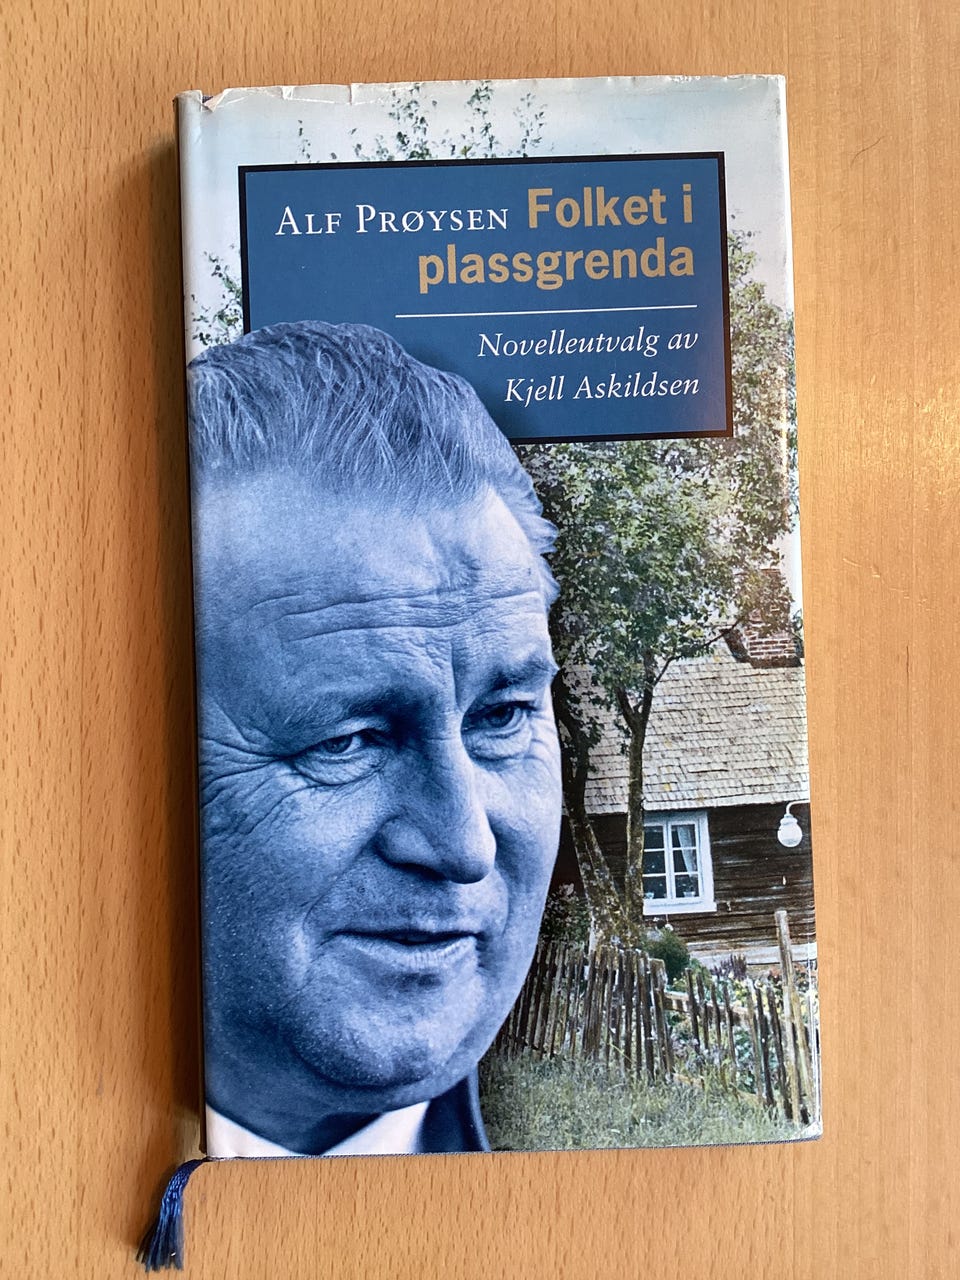 ALF PRØYSEN Folket i
plassgrenda
Novelleutvalg av
Kjell Askildsen